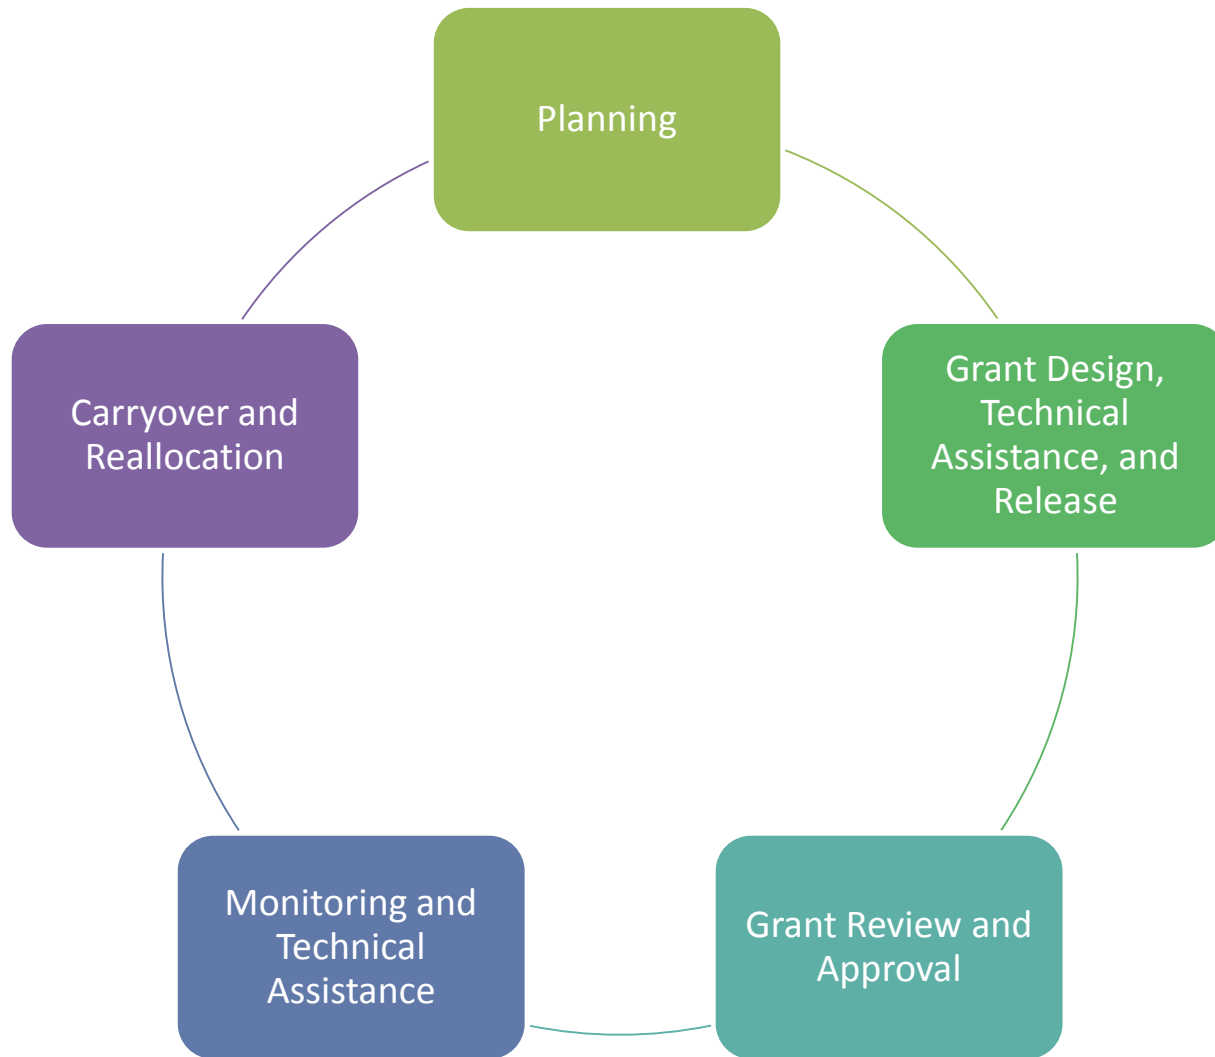 Planning
Grant Design,
Technical
Assistance, and
Release
Grant Review and
Approval
Monitoring and
Technical
Assistance
Carryover and
Reallocation